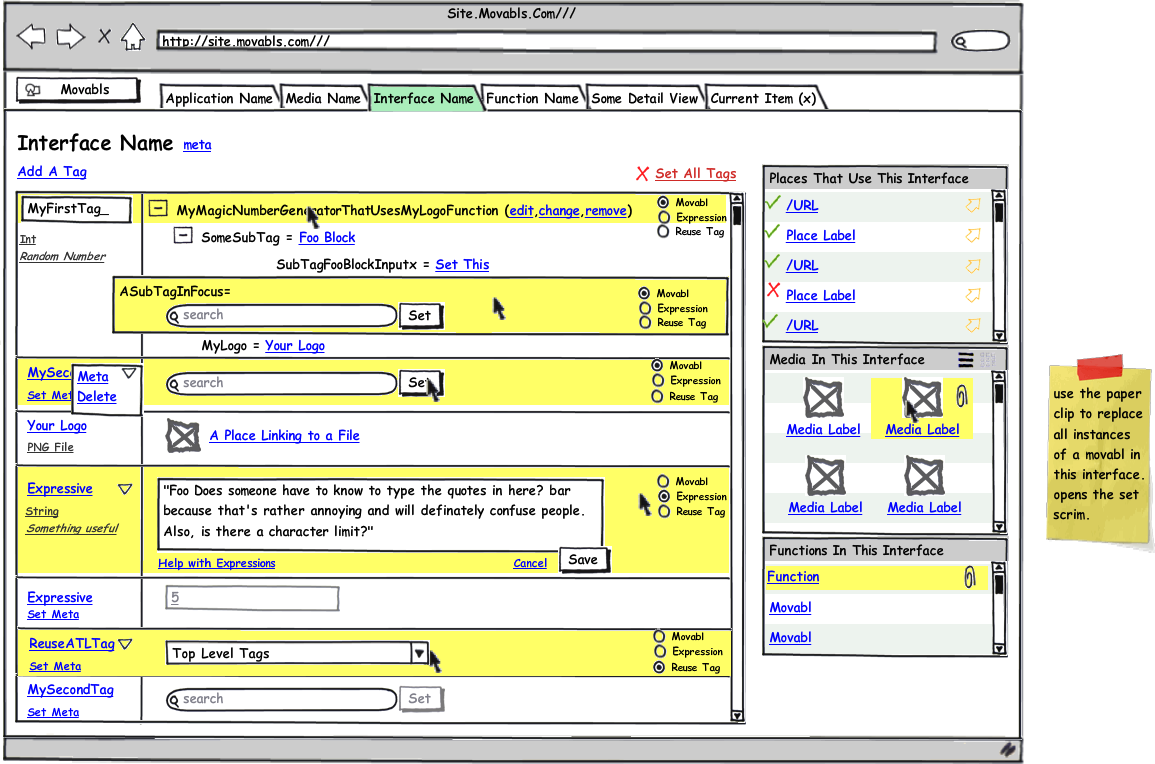 Site.Movabls.Com///
http://site.movabls.com///
Movabls
Application Name
Media Name
Interface Name
Function Name
Some Detail View
Current Item (x)
Interface Name meta
Add A Tag
X Set All Tags
MyFirstTag_
Int
Random Number
MyMagicNumberGeneratorThatUsesMyLogoFunction (edit,change,remove)
Movabl
Expression
Reuse Tag
SomeSubTag = Foo Block
SubTagFooBlockInputx = Set This
ASubTagInFocus=
search
Set
Movabl
Expression
Reuse Tag
MyLogo = Your Logo
MySec
Set Met
Meta
Delete
search
Set
Movabl
Expression
Reuse Tag
Your Logo
PNG File
A Place Linking to a File
Expressive
String
Something useful
"Foo Does someone have to know to type the quotes in here? bar
because that's rather annoying and will definately confuse people.
Also, is there a character limit?"
Help with Expressions
Cancel
Save
Movabl
Expression
Reuse Tag
Expressive
Set Meta
5
ReuseATLTag
Set Meta
Top Level Tags
Movabl
Expression
Reuse Tag
MySecondTag
Set Meta
search
Set
Places That Use This Interface
/URL
Place Label
/URL
Place Label
/URL
Media In This Interface
Media Label
Media Label
Media Label
Media Label
Functions In This Interface
Function
Movabl
Movabl
use the paper
clip to replace
all instances
of a movabl in
this interface.
opens the set
scrim.